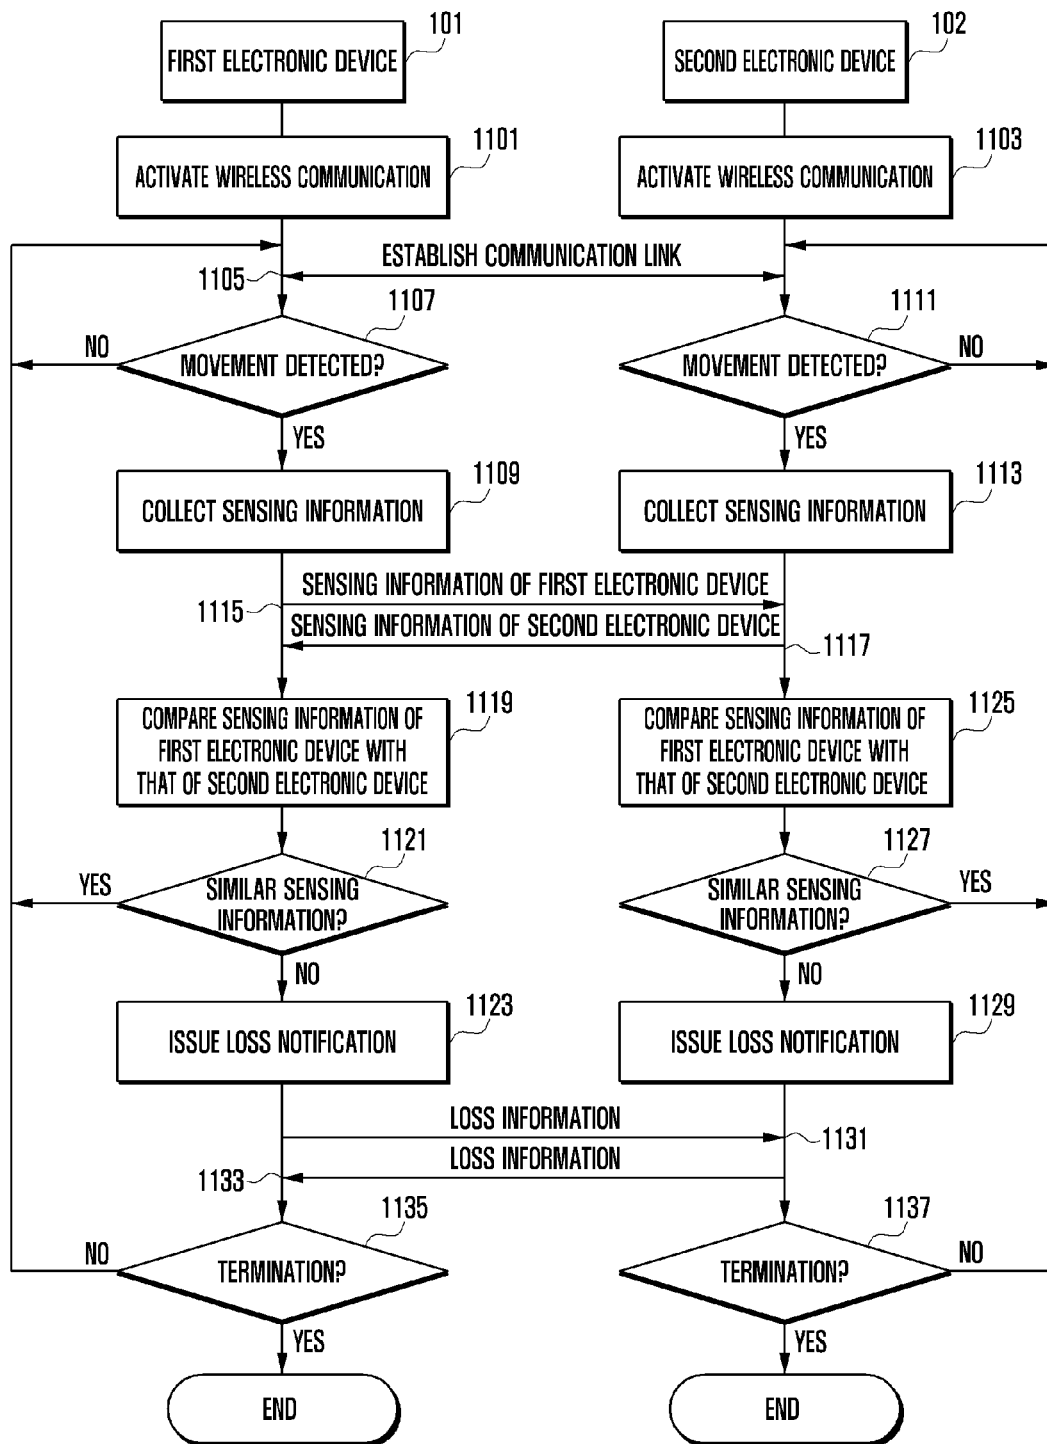 101
102
FIRST ELECTRONIC DEVICE
SECOND ELECTRONIC DEVICE
1101
1103
ACTIVATE WIRELESS COMMUNICATION
ACTIVATE WIRELESS COMMUNICATION
ESTABLISH COMMUNICATION LINK
1105
1107
1111
NO
MOVEMENT DETECTED?
MOVEMENT DETECTED?
NO
YES
YES
1109
1113
COLLECT SENSING INFORMATION
COLLECT SENSING INFORMATION
SENSING INFORMATION OF FIRST ELECTRONIC DEVICE
1115
SENSING INFORMATION OF SECOND ELECTRONIC DEVICE
1117
1119
1125
COMPARE SENSING INFORMATION OF
FIRST ELECTRONIC DEVICE WITH
THAT OF SECOND ELECTRONIC DEVICE
COMPARE SENSING INFORMATION OF
FIRST ELECTRONIC DEVICE WITH
THAT OF SECOND ELECTRONIC DEVICE
1121
1127
YES
SIMILAR SENSING
INFORMATION?
SIMILAR SENSING
INFORMATION?
YES
NO
NO
1123
1129
ISSUE LOSS NOTIFICATION
ISSUE LOSS NOTIFICATION
LOSS INFORMATION
1131
LOSS INFORMATION
1133
1135
1137
NO
TERMINATION?
TERMINATION?
NO
YES
YES
END
END